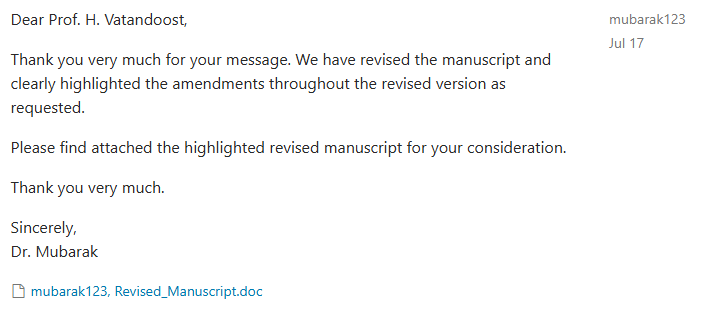 Dear Prof. H. Vatandoost,
mubarak123
Jul 17
Thank you very much for your message. We have revised the manuscript and
clearly highlighted the amendments throughout the revised version as
requested.
Please find attached the highlighted revised manuscript for your consideration.
Thank you very much.
Sincerely,
Dr. Mubarak
mubarak123, Revised_Manuscript.doc